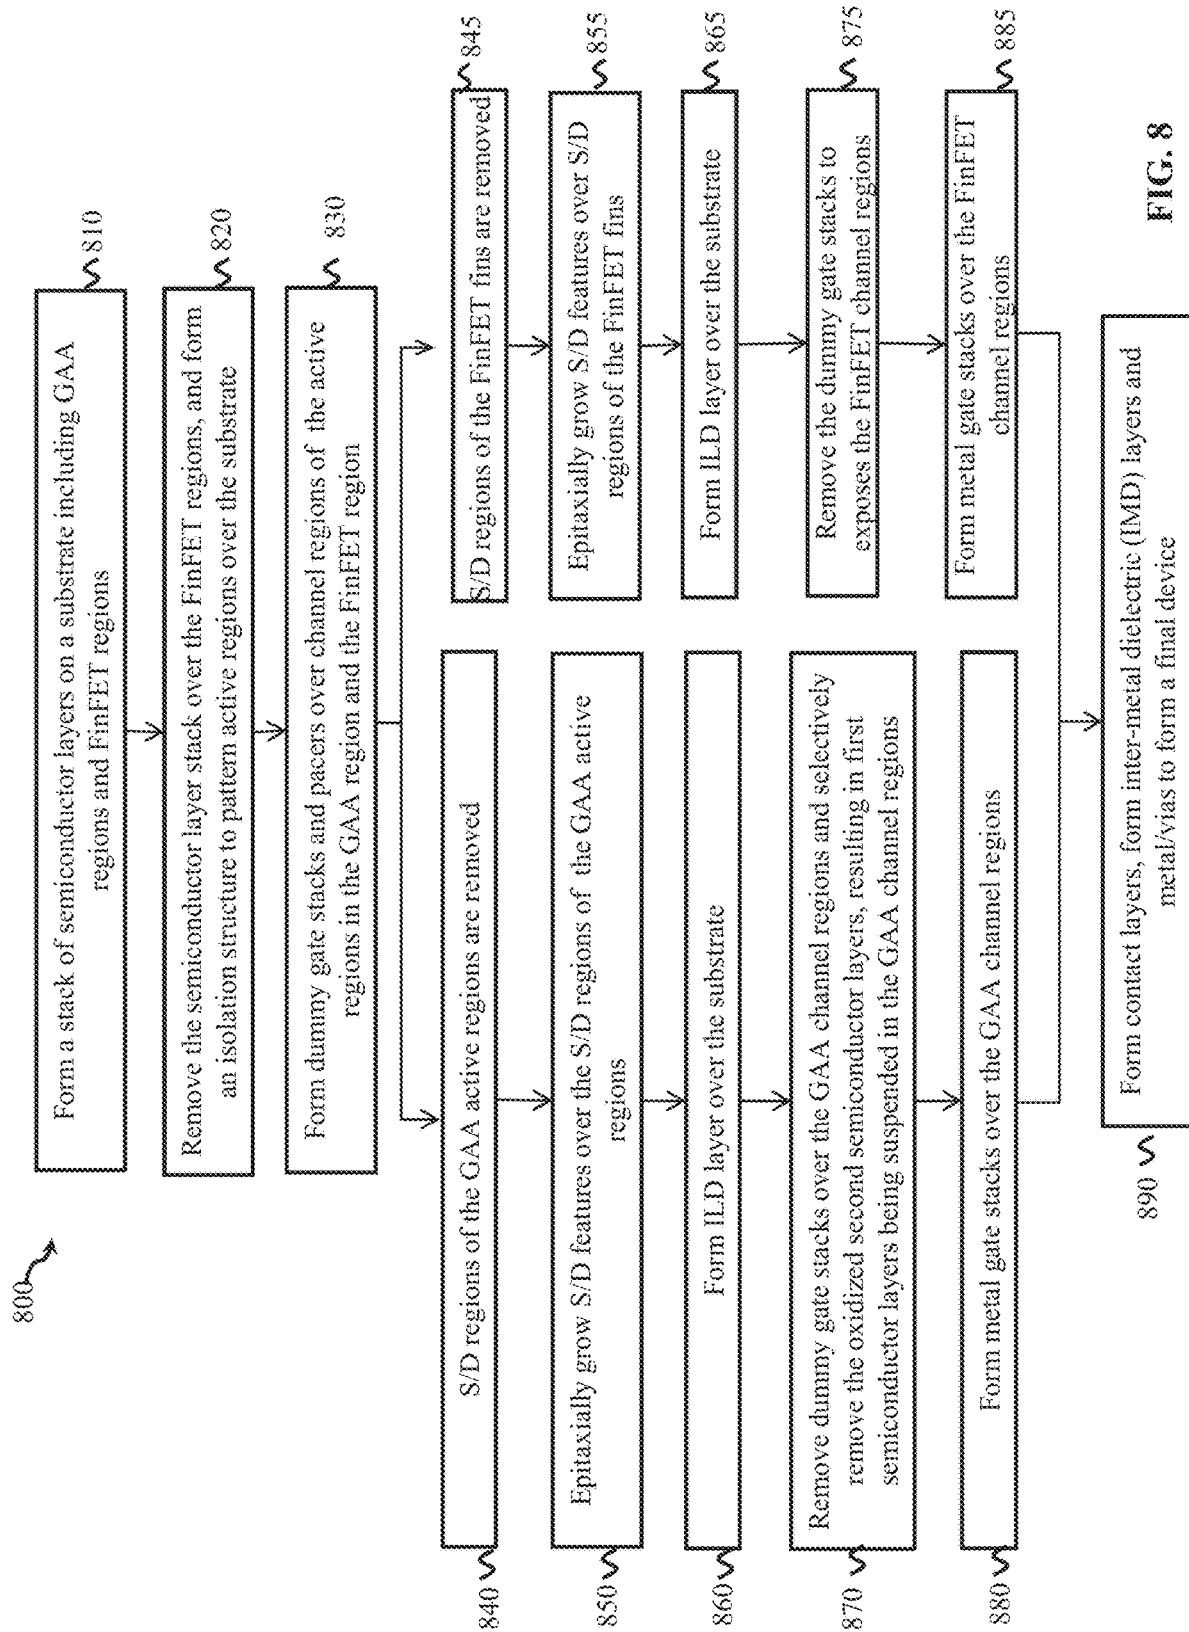 800
Form a stack of semiconductor layers on a substrate including GAA
regions and FinFET regions
810
Remove the semiconductor layer stack over the FinFET regions, and form
an isolation structure to pattern active regions over the substrate
820
Form dummy gate stacks and pacers over channel regions of the active
regions in the GAA region and the FinFET region
830
S/D regions of the GAA active regions are removed
840
S/D regions of the FinFET fins are removed
845
Epitaxially grow S/D features over the S/D regions of the GAA active
regions
850
Epitaxially grow S/D features over S/D
regions of the FinFET fins
855
Form ILD layer over the substrate
860
Form ILD layer over the substrate
865
Remove dummy gate stacks over the GAA channel regions and selectively
remove the oxidized second semiconductor layers, resulting in first
semiconductor layers being suspended in the GAA channel regions
870
Remove the dummy gate stacks to
exposes the FinFET channel regions
875
Form metal gate stacks over the GAA channel regions
880
Form metal gate stacks over the FinFET
channel regions
885
Form contact layers, form inter-metal dielectric (IMD) layers and
metal/vias to form a final device
890
FIG. 8